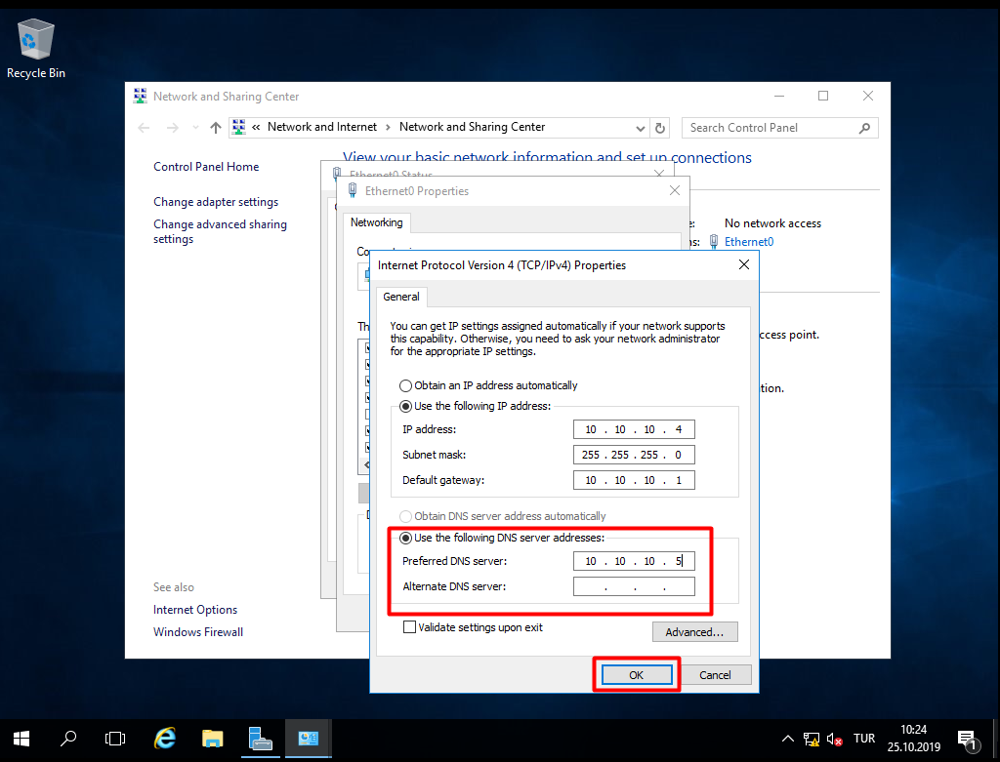 Recycle Bin
Network and Sharing Center
« Network and Internet > Network and Sharing Center
Search Control Panel
Control Panel Home
Change adapter settings
Change advanced sharing
settings
View your basic network information and set up connections
Ethernet0 Status
Ethernet0 Properties
Networking
No network access
Ethernet0
ccess point.
tion.
Internet Protocol Version 4 (TCP/IPv4) Properties
General
You can get IP settings assigned automatically if your network supports
this capability. Otherwise, you need to ask your network administrator
for the appropriate IP settings.
Obtain an IP address automatically
Use the following IP address:
IP address: 10 . 10 . 10 . 4
Subnet mask: 255 . 255 . 255 . 0
Default gateway: 10 . 10 . 10 . 1
Obtain DNS server address automatically
Use the following DNS server addresses:
Preferred DNS server: 10 . 10 . 10 . 5
Alternate DNS server: . . .
Validate settings upon exit
Advanced...
OK
Cancel
See also
Internet Options
Windows Firewall
TUR
10:24
25.10.2019
1